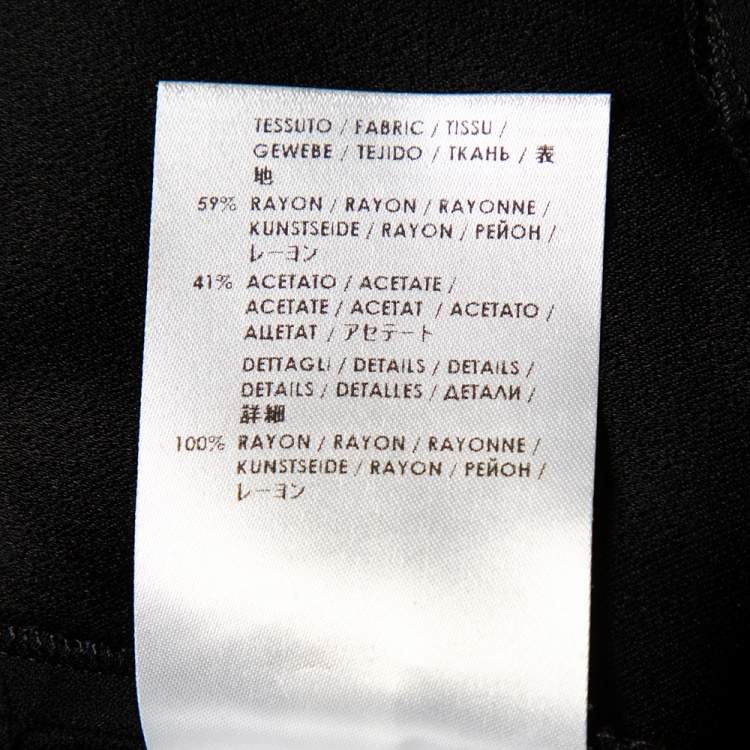 TESSUTO / FABRIC / TISSU /
GEWEBE / TEJIDO / ТКАНЬ / 表
地
59% RAYON / RAYON / RAYONNE /
KUNSTSEIDE / RAYON / РЕЙОН /
レーヨン
41% ACETATO / ACETATE /
ACETATE / ACETAT / ACETATO /
АЦЕТАТ / アセテート
DETTAGLI / DETAILS / DETAILS /
DETAILS / DETALLES / ДЕТАЛИ /
詳細
100% RAYON / RAYON / RAYONNE /
KUNSTSEIDE / RAYON / РЕЙОН /
レーヨン